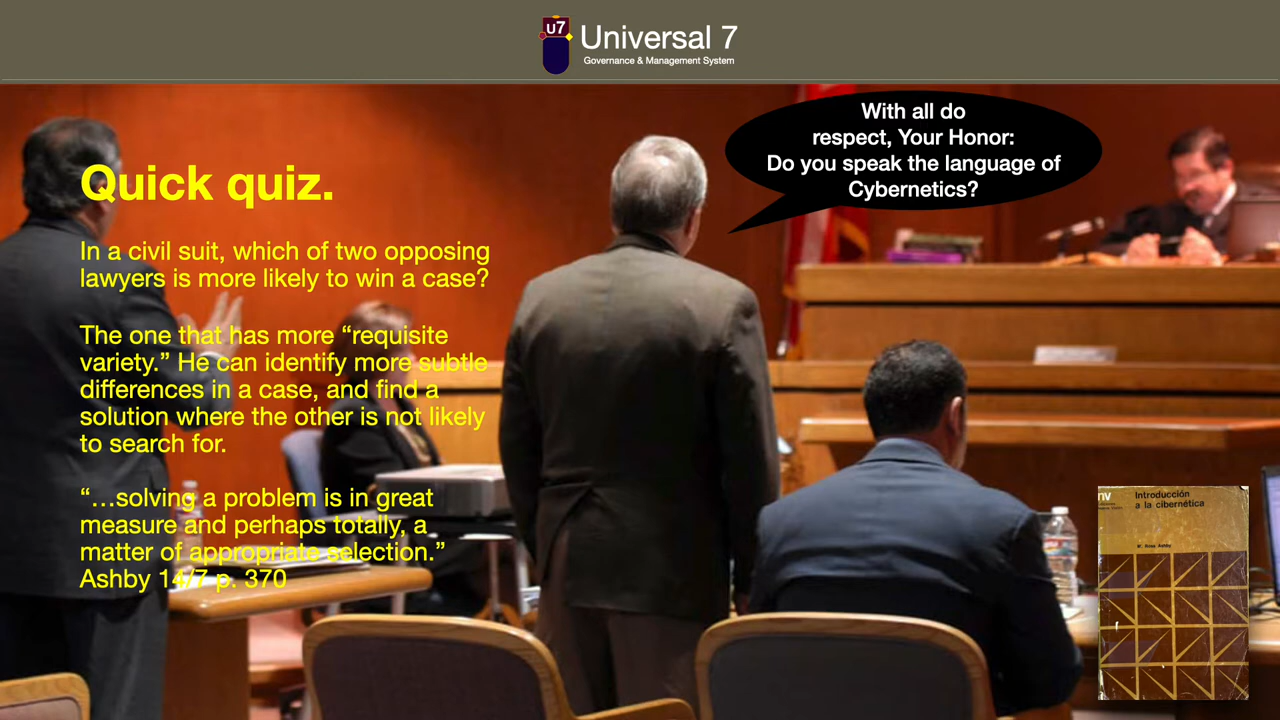 U7
Universal 7
Governance & Management System
With all do
respect, Your Honor:
Do you speak the language of
Cybernetics?
Quick quiz.
In a civil suit, which of two opposing
lawyers is more likely to win a case?
The one that has more “requisite
variety.” He can identify more subtle
differences in a case, and find a
solution where the other is not likely
to search for.
“…solving a problem is in great
measure and perhaps totally, a
matter of appropriate selection.”
Ashby 14/7 p. 370
nv
Introducción
a la cibernética
W. Ross Ashby